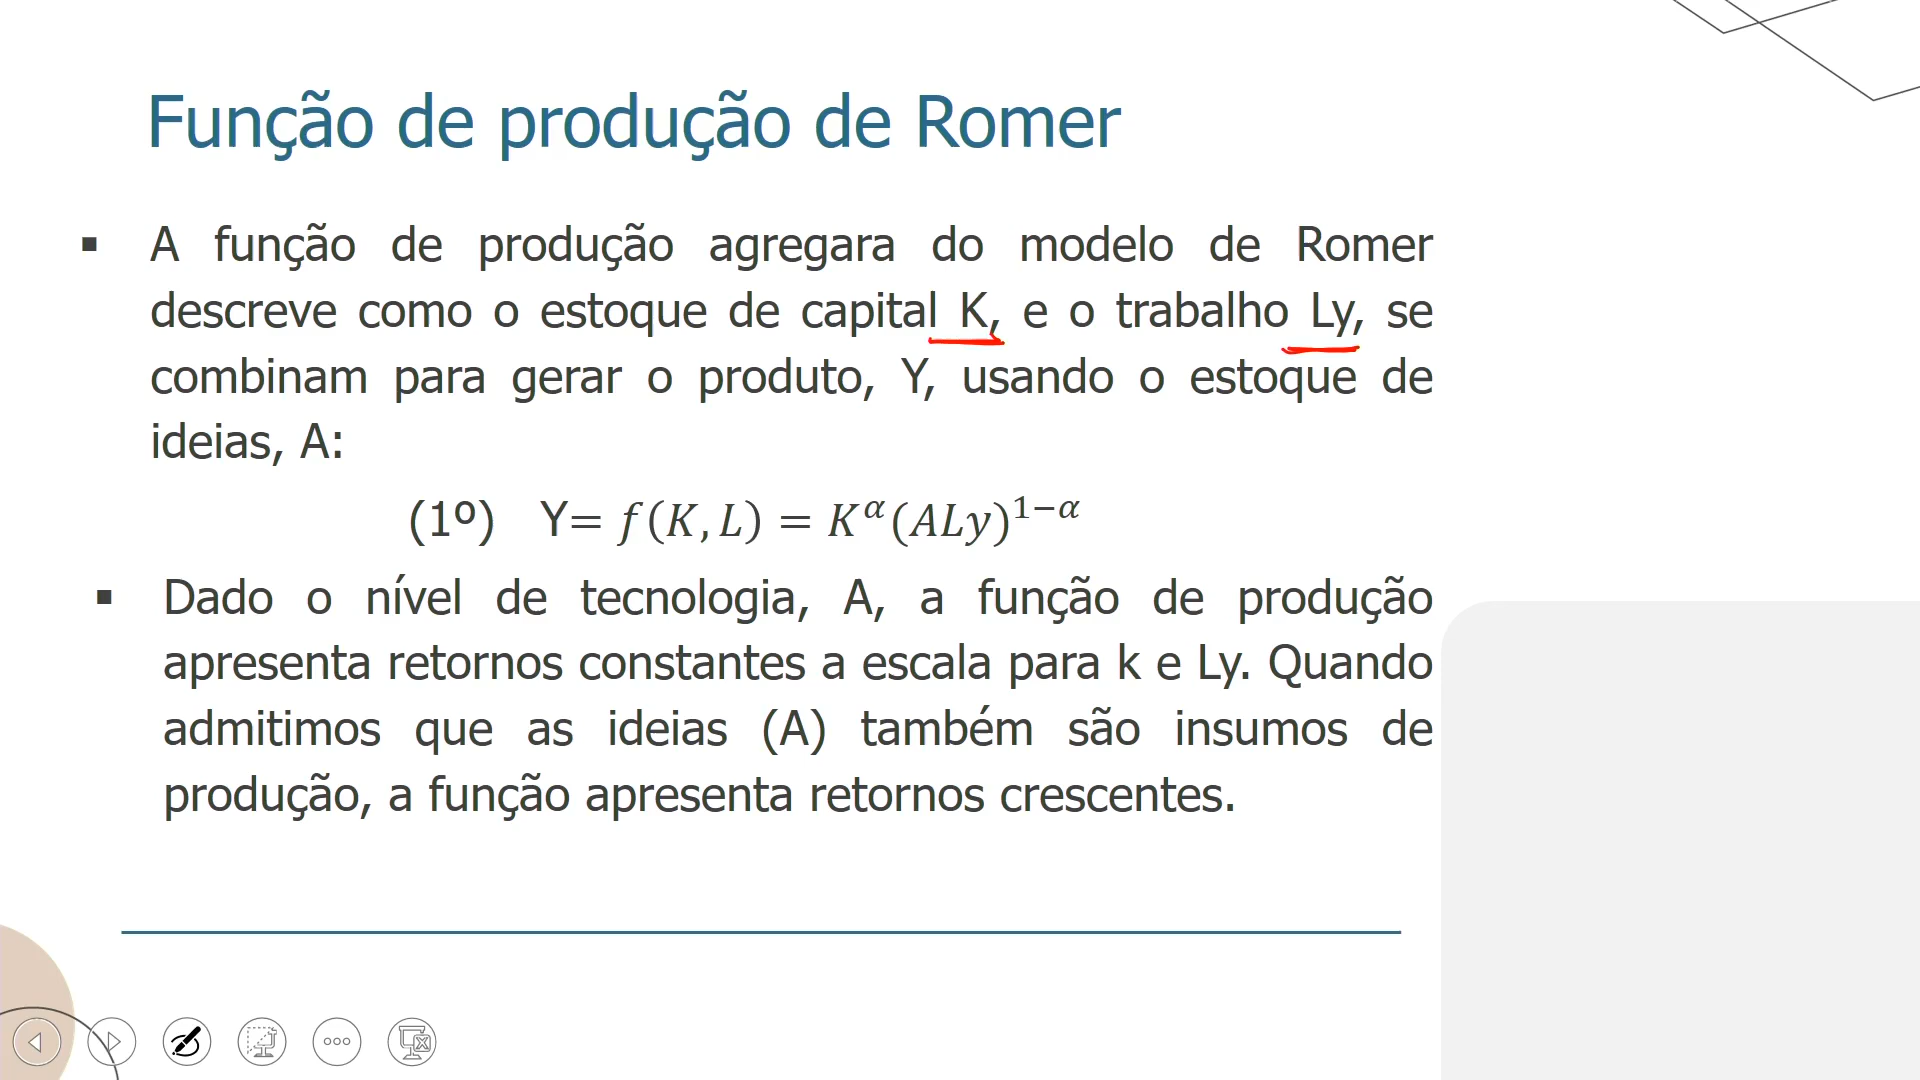 Função de produção de Romer
▪ A função de produção agregara do modelo de Romer
descreve como o estoque de capital K, e o trabalho Ly, se
combinam para gerar o produto, Y, usando o estoque de
ideias, A:
(1º) Y= f(K,L) = K^α(ALy)^{1−α}
▪ Dado o nível de tecnologia, A, a função de produção
apresenta retornos constantes a escala para k e Ly. Quando
admitimos que as ideias (A) também são insumos de
produção, a função apresenta retornos crescentes.